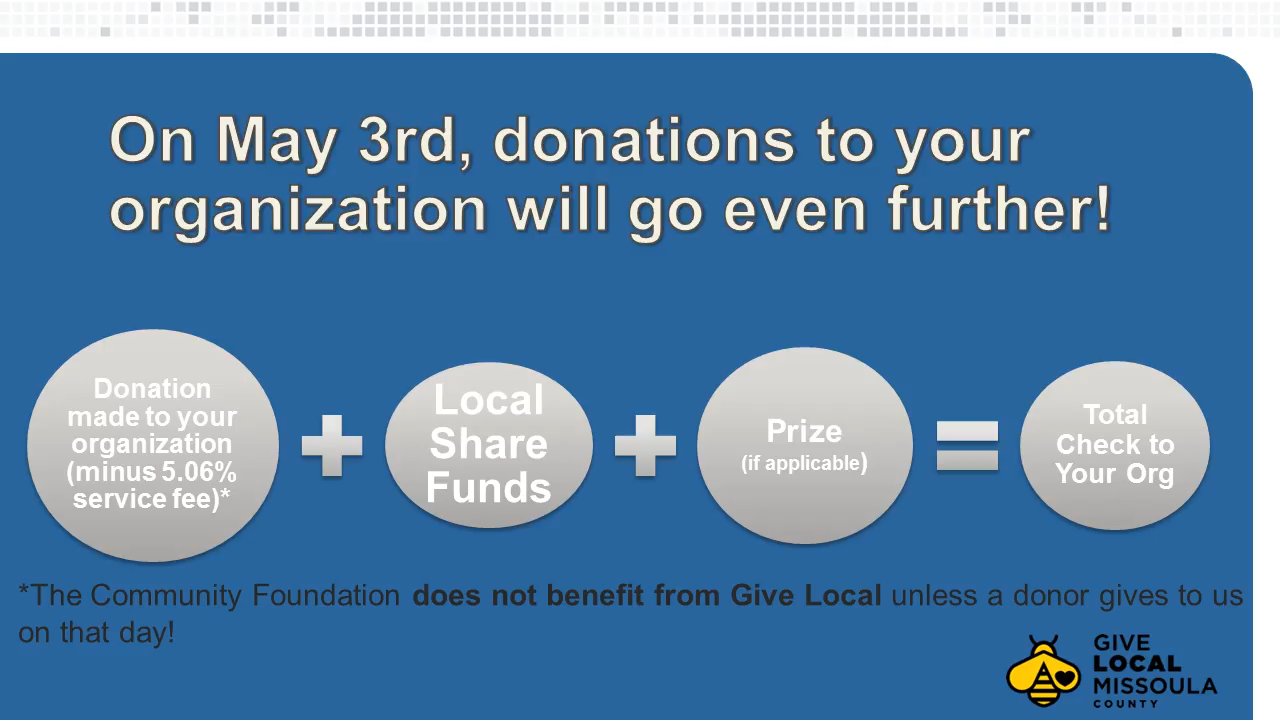 On May 3rd, donations to your
organization will go even further!
Donation
made to your
organization
(minus 5.06%
service fee)*
Local
Share
Funds
Prize
(if applicable)
Total
Check to
Your Org
*The Community Foundation does not benefit from Give Local unless a donor gives to us
on that day!
GIVE
LOCAL
MISSOULA
COUNTY